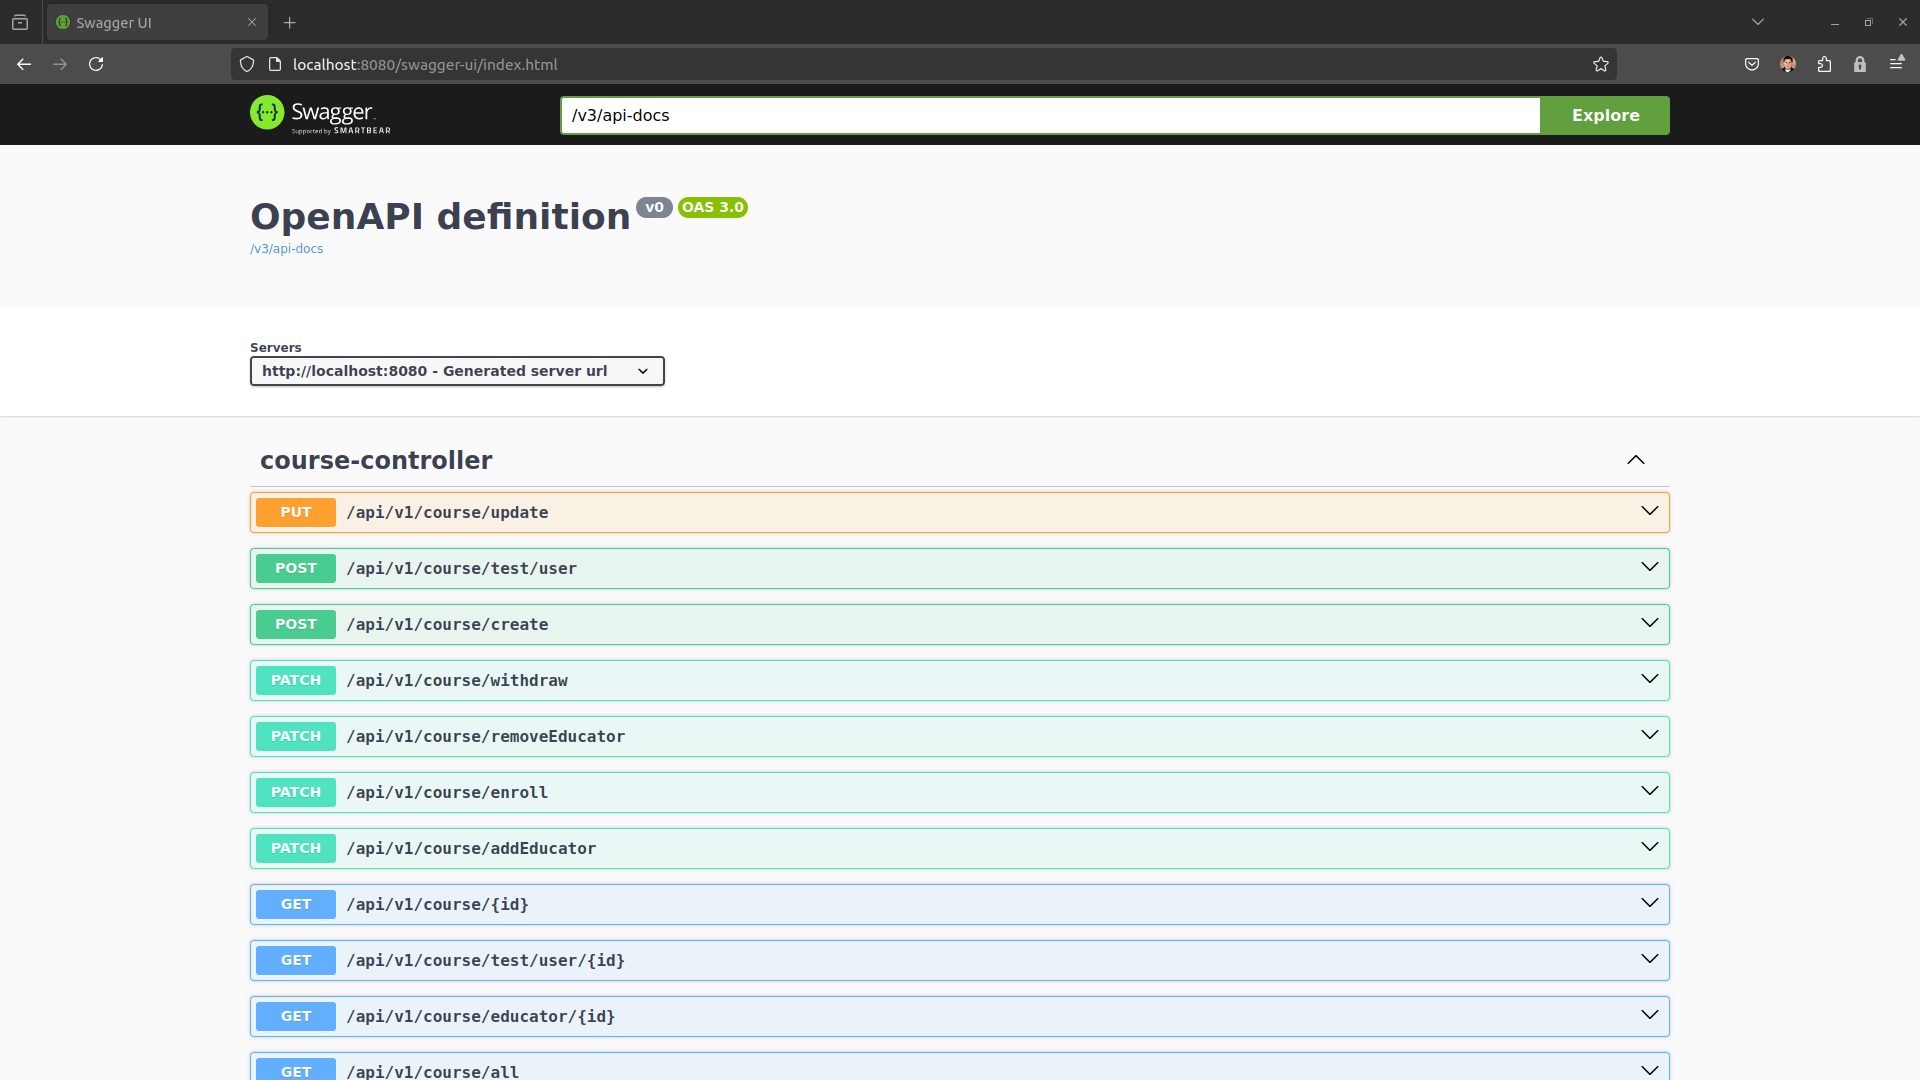 Swagger UI
localhost:8080/swagger-ui/index.html
Swagger
Supported by SMARTBEAR
/v3/api-docs
Explore
OpenAPI definition v0 OAS 3.0
/v3/api-docs
Servers
http://localhost:8080 - Generated server url
course-controller
PUT /api/v1/course/update
POST /api/v1/course/test/user
POST /api/v1/course/create
PATCH /api/v1/course/withdraw
PATCH /api/v1/course/removeEducator
PATCH /api/v1/course/enroll
PATCH /api/v1/course/addEducator
GET /api/v1/course/{id}
GET /api/v1/course/test/user/{id}
GET /api/v1/course/educator/{id}
GET /api/v1/course/all